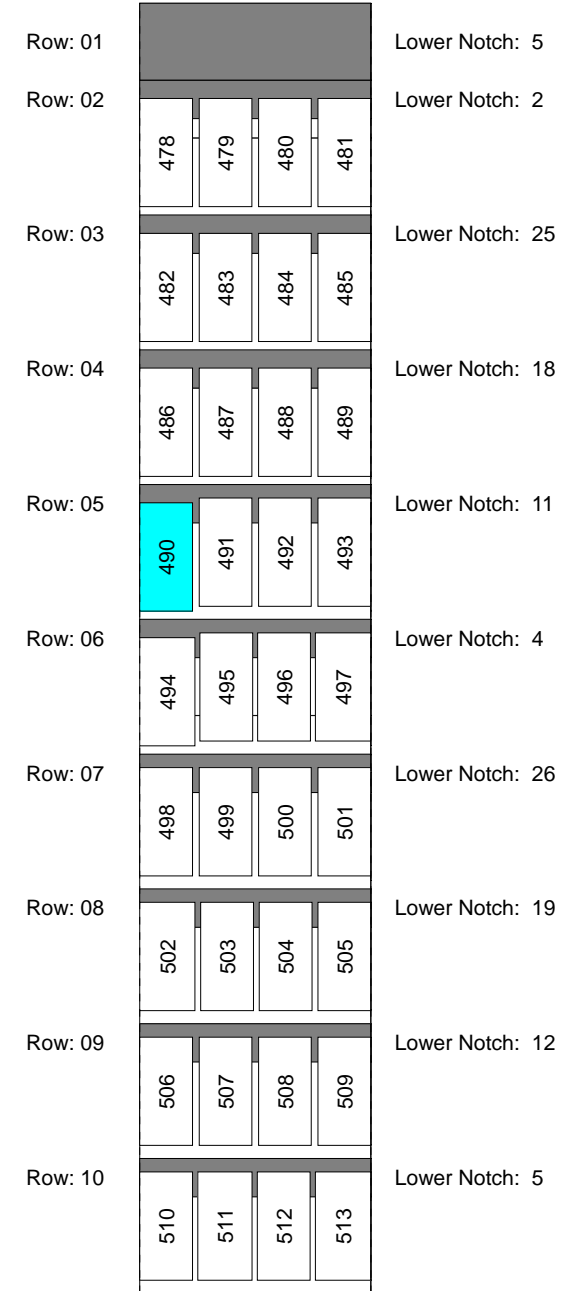 Row: 01 Lower Notch: 5
Row: 02 Lower Notch: 2
478 479 480 481
Row: 03 Lower Notch: 25
482 483 484 485
Row: 04 Lower Notch: 18
486 487 488 489
Row: 05 Lower Notch: 11
490 491 492 493
Row: 06 Lower Notch: 4
494 495 496 497
Row: 07 Lower Notch: 26
498 499 500 501
Row: 08 Lower Notch: 19
502 503 504 505
Row: 09 Lower Notch: 12
506 507 508 509
Row: 10 Lower Notch: 5
510 511 512 513